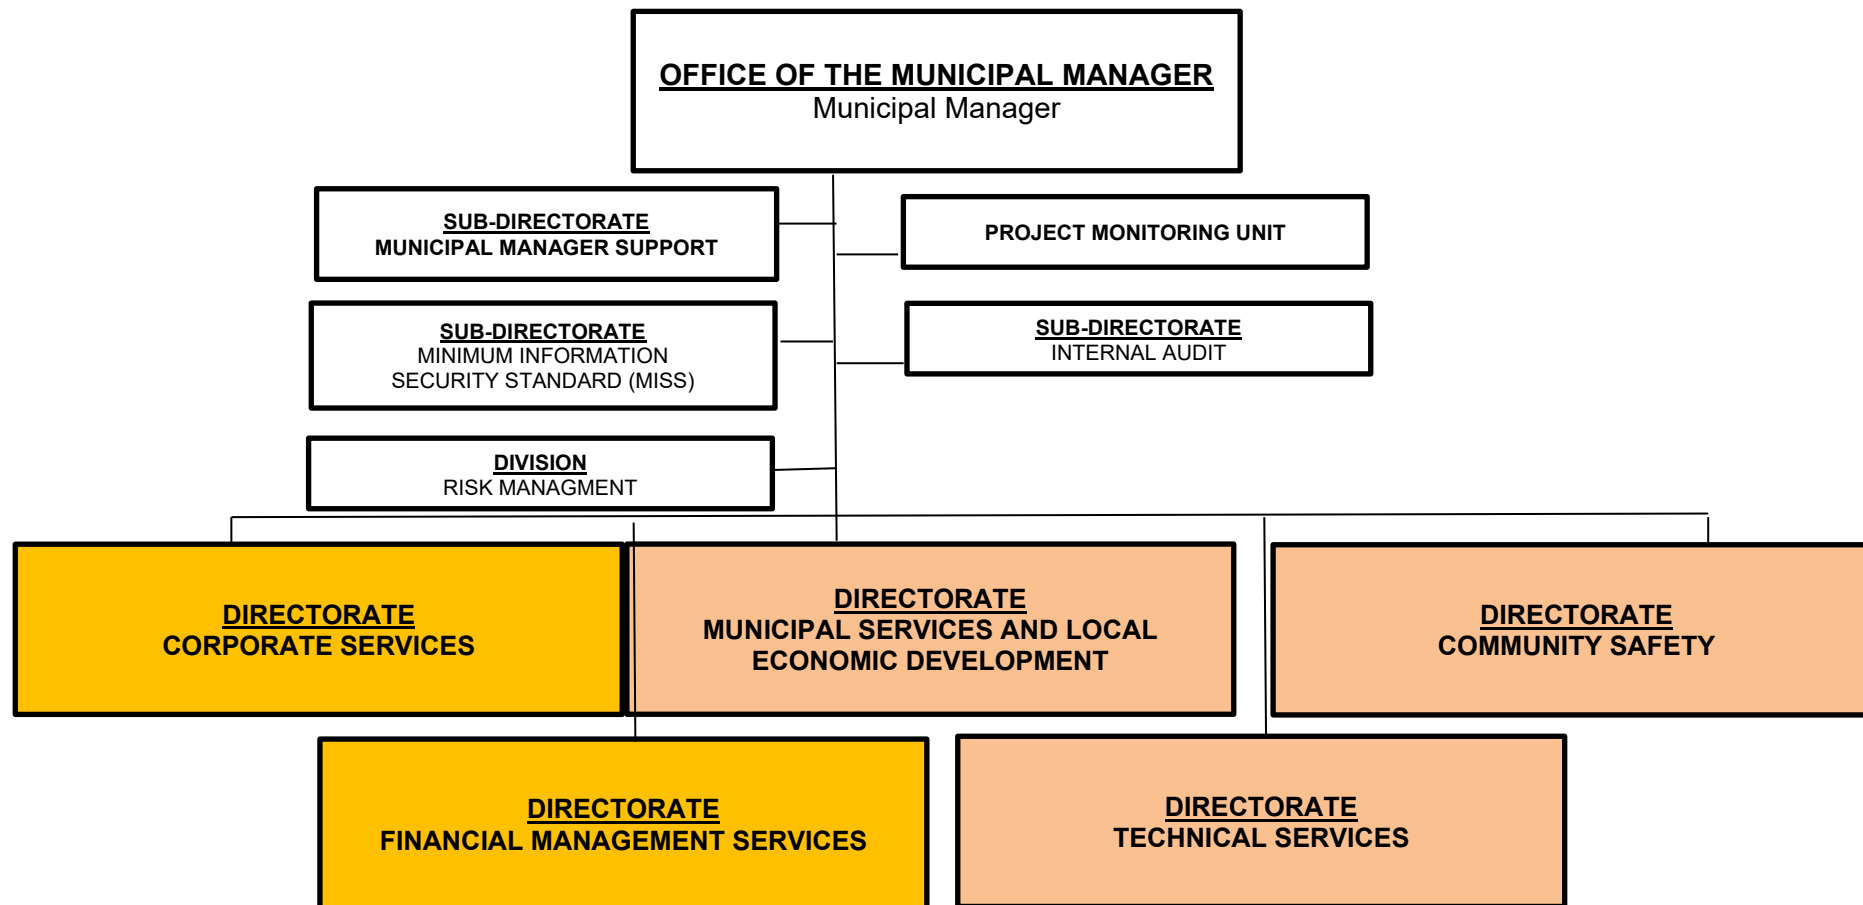 OFFICE OF THE MUNICIPAL MANAGER
Municipal Manager
SUB-DIRECTORATE
MUNICIPAL MANAGER SUPPORT
PROJECT MONITORING UNIT
SUB-DIRECTORATE
MINIMUM INFORMATION
SECURITY STANDARD (MISS)
SUB-DIRECTORATE
INTERNAL AUDIT
DIVISION
RISK MANAGMENT
DIRECTORATE
CORPORATE SERVICES
DIRECTORATE
MUNICIPAL SERVICES AND LOCAL
ECONOMIC DEVELOPMENT
DIRECTORATE
COMMUNITY SAFETY
DIRECTORATE
FINANCIAL MANAGEMENT SERVICES
DIRECTORATE
TECHNICAL SERVICES